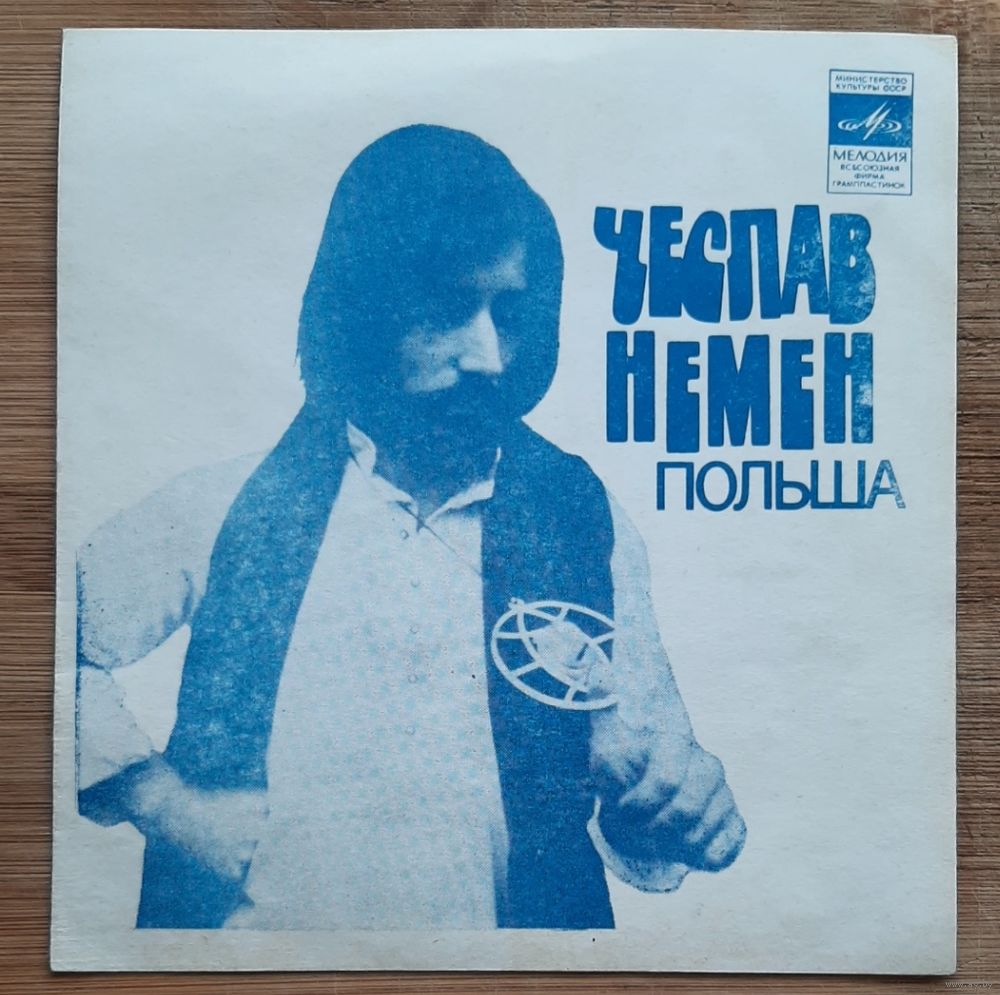 МИНИСТЕРСТВО
КУЛЬТУРЫ СССР
МЕЛОДИЯ
ВСЕСОЮЗНАЯ
ФИРМА
ГРАМПЛАСТИНОК
ЧЕСЛАВ
НЕМЕН
ПОЛЬША